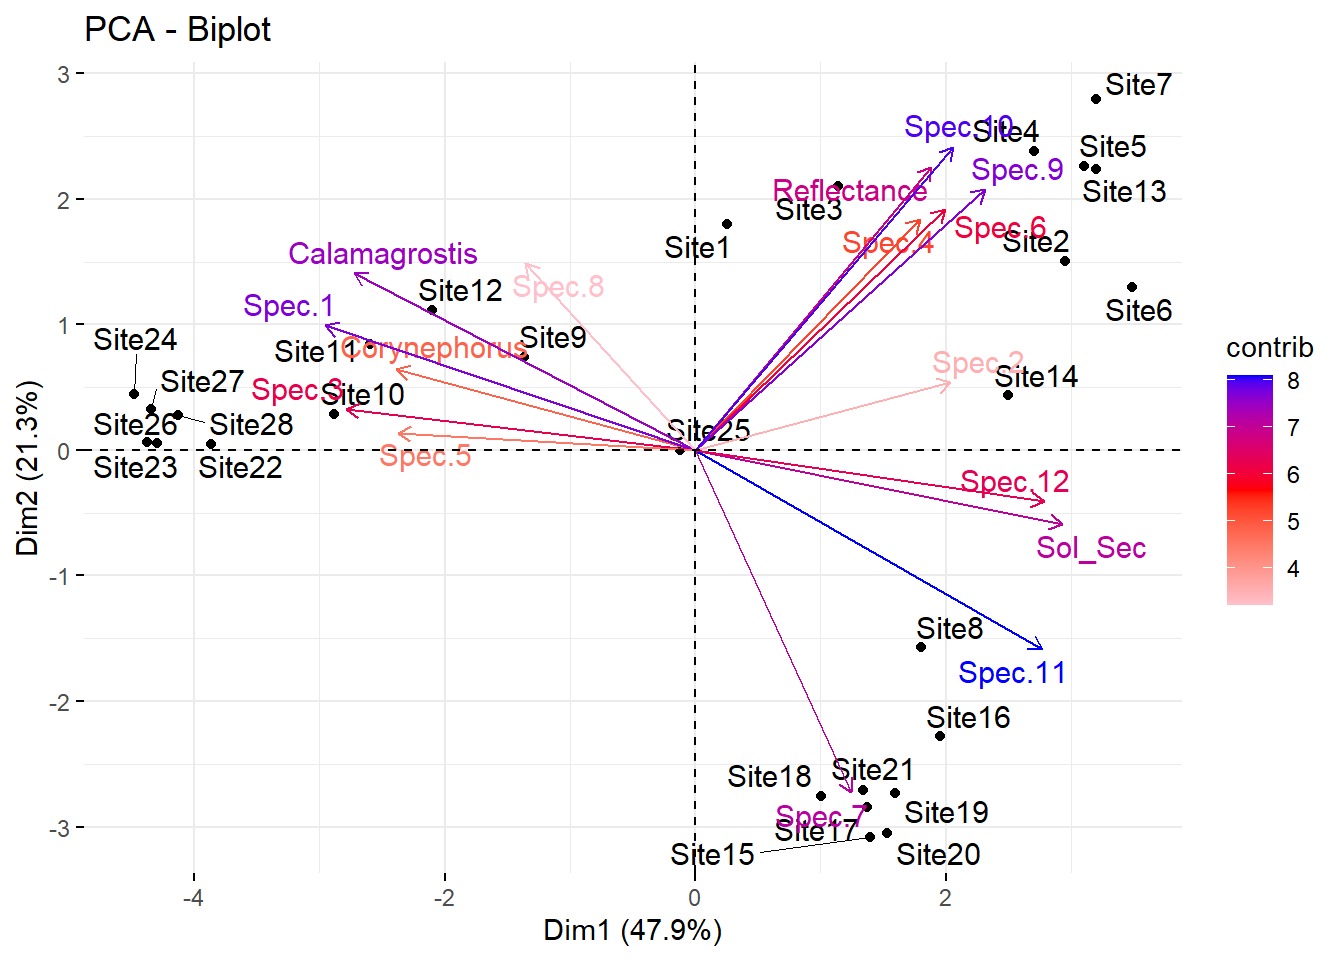 PCA - Biplot
3
Site7
Spec.10
Site4
Site5
Spec.9
2
Reflectance
Site13
Site3
Spec.6
Site1
Spec.4
Site2
Calamagrostis
Spec.8
Site12
Spec.1
Site6
1
Site24
Site9
Site11
Corynephorus
Spec.2
Site27
Site14
Spec.3
Site10
Site26
Site28
Site25
0
Spec.5
Site23
Site22
Spec.12
Sol_Sec
-1
Site8
Spec.11
-2
Site16
Site18
Site21
Spec.7
Site19
-3
Site17
Site15
Site20
-4
-2
0
2
Dim1 (47.9%)
Dim2 (21.3%)
contrib
8
7
6
5
4